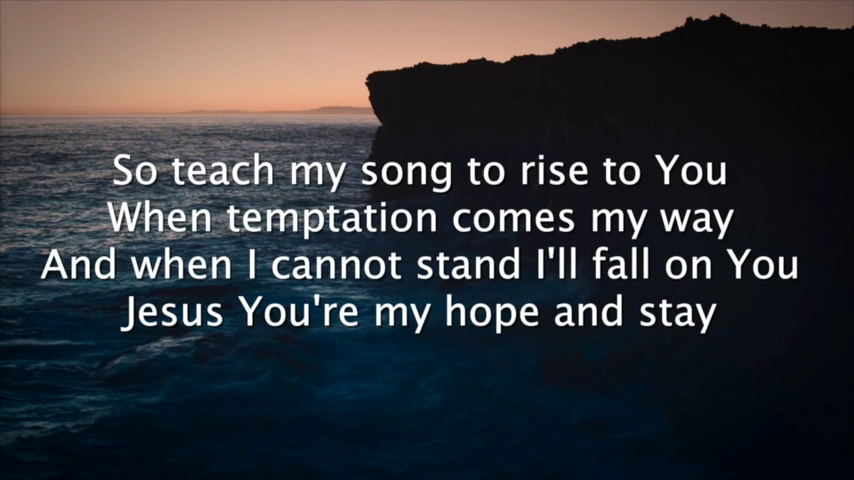 So teach my song to rise to You
When temptation comes my way
And when I cannot stand I'll fall on You
Jesus You're my hope and stay